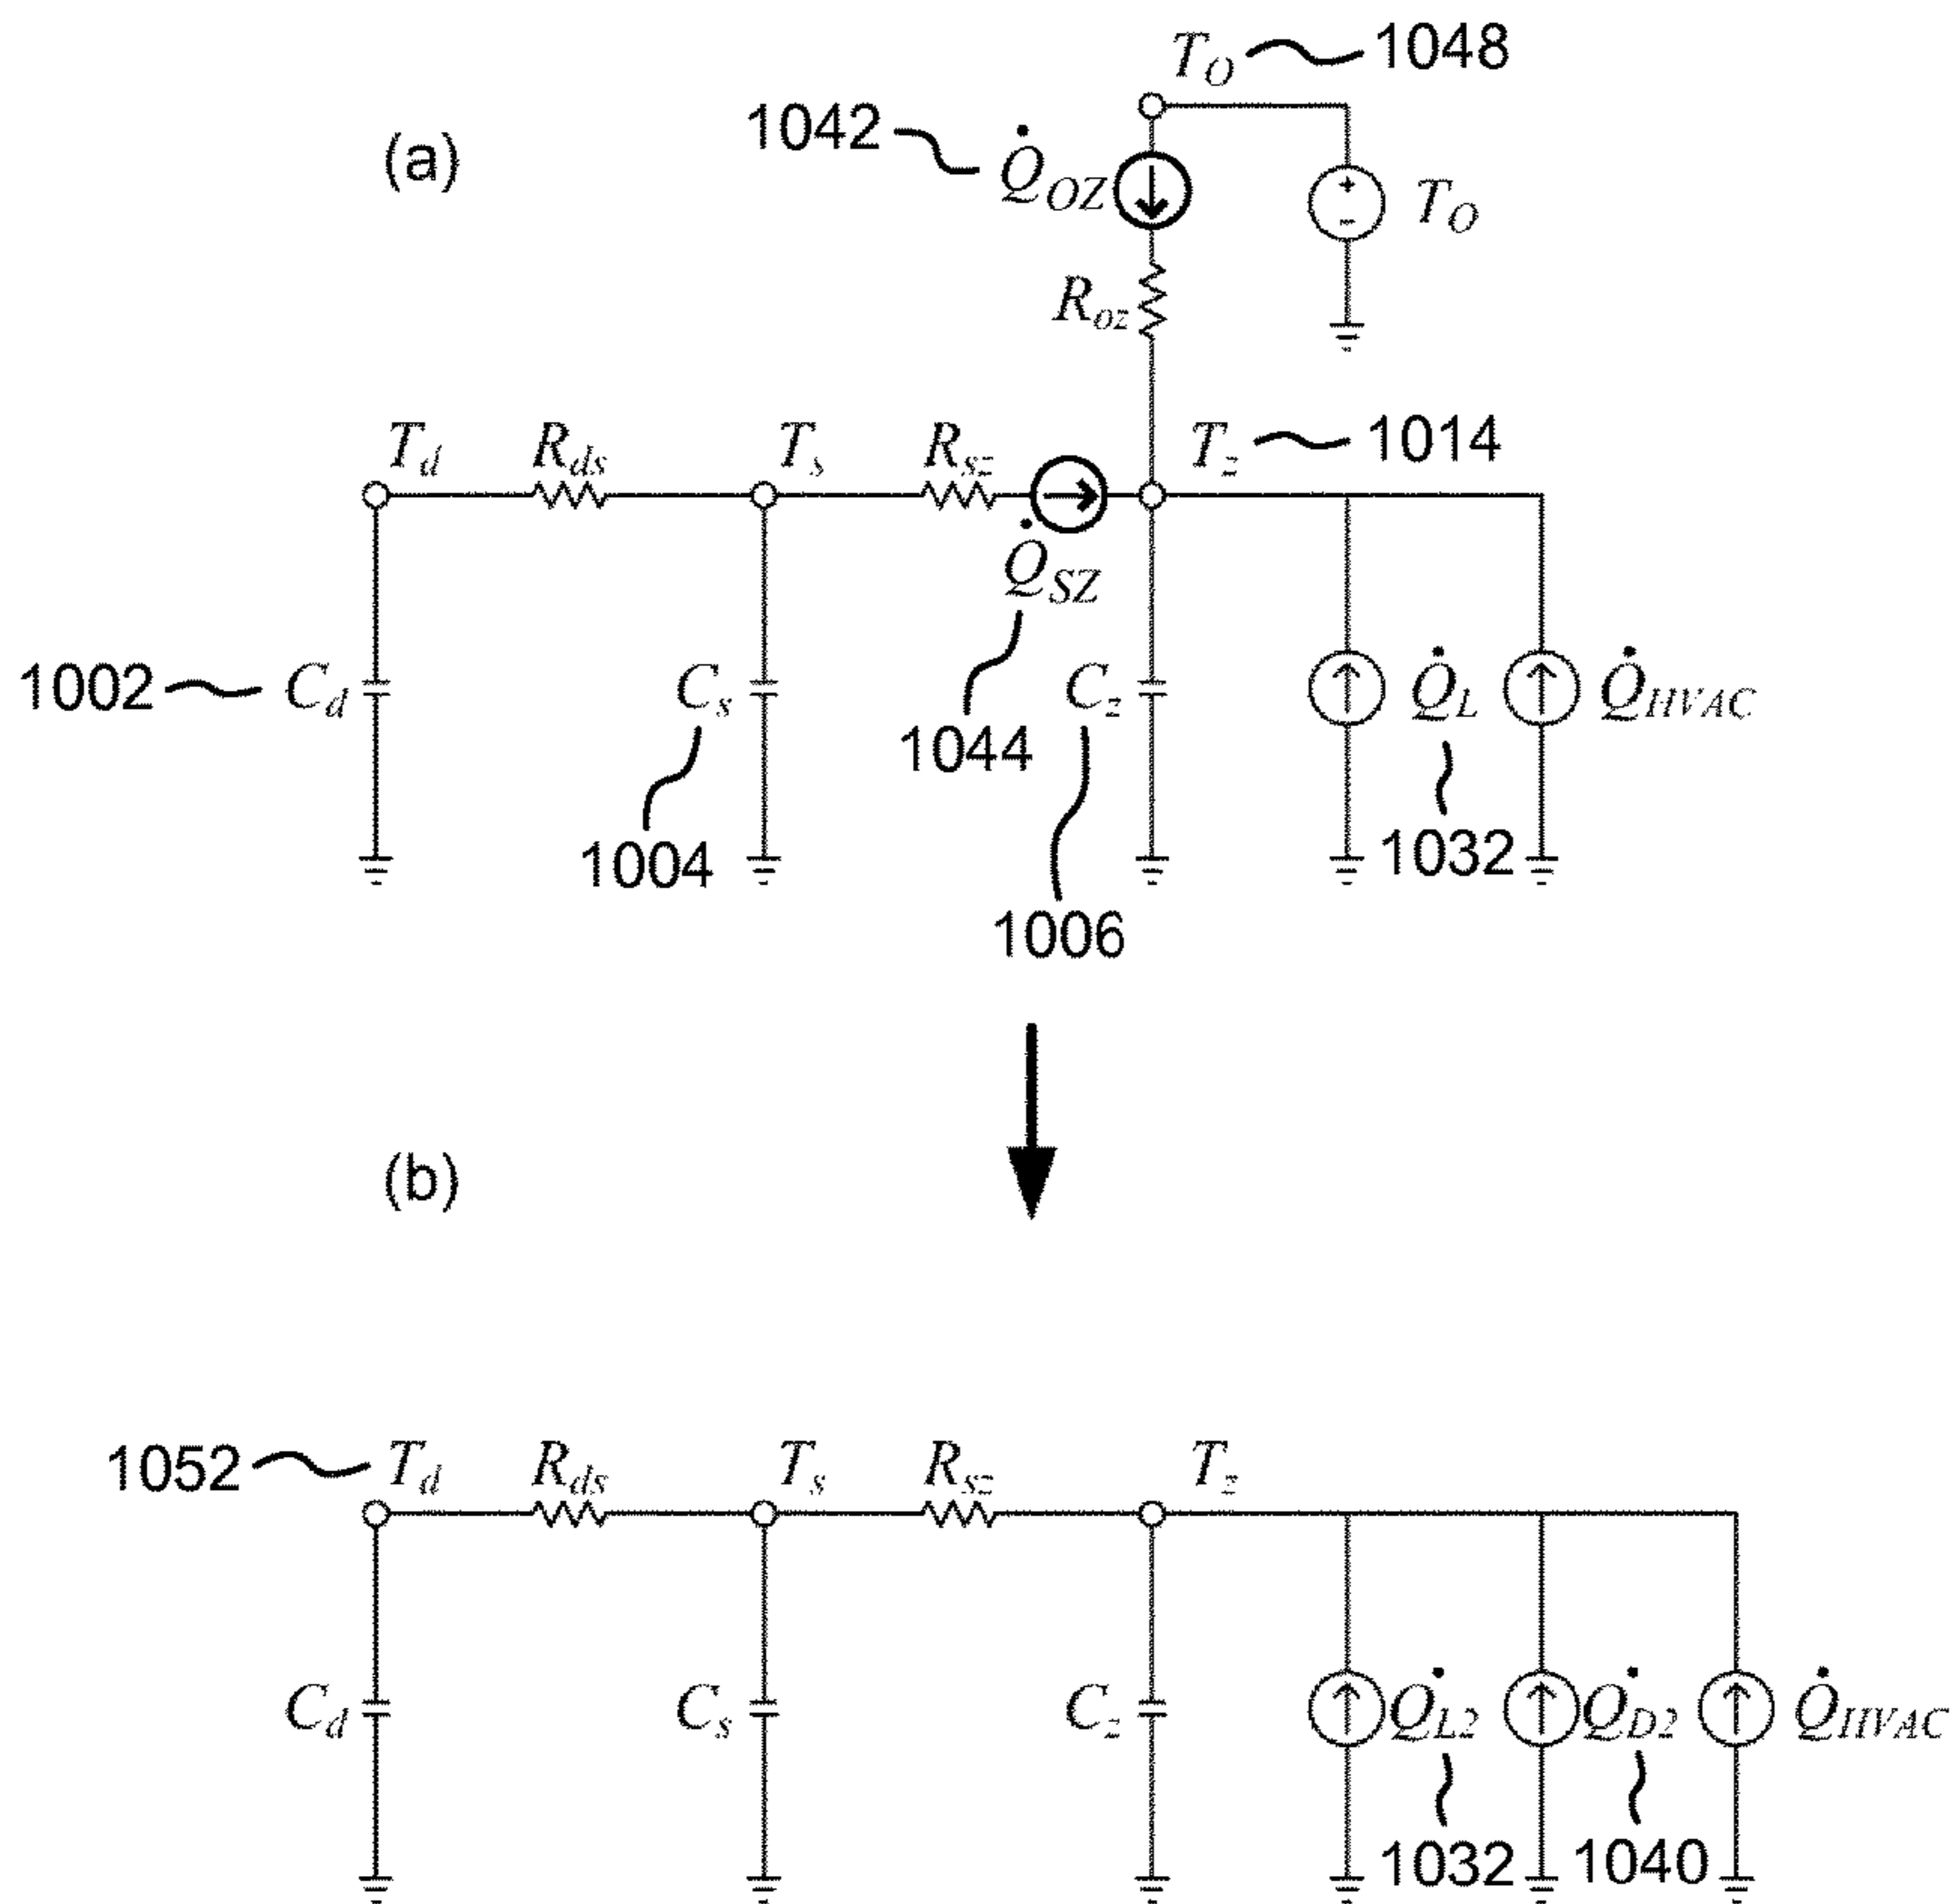 T_O 1048
1042
(a)
Q̇_OZ
T_O
R_oz
T_d R_ds T_s R_sz T_z 1014
Q̇_SZ
1002 C_d C_s C_z Q̇_L Q̇_HVAC
1044
1004 1032
1006
(b)
1052 T_d R_ds T_s R_sz T_z
C_d C_s C_z Q̇_L2 Q̇_D2 Q̇_HVAC
1032 1040